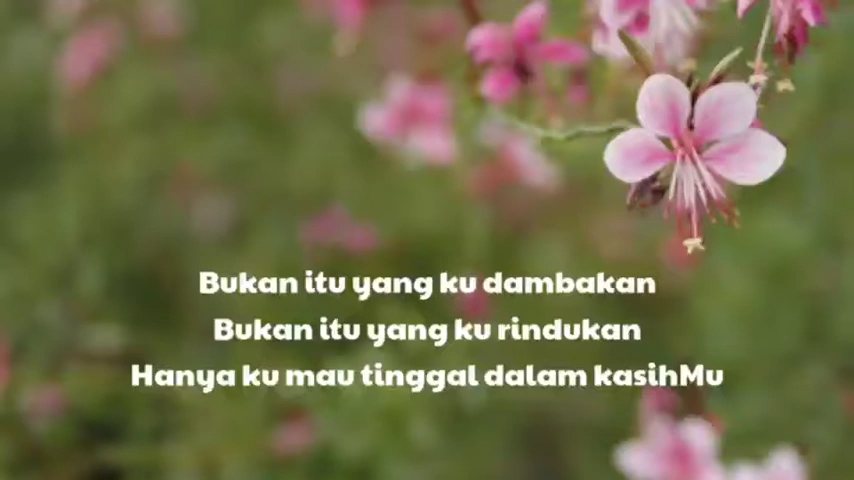 Bukan itu yang ku dambakan
Bukan itu yang ku rindukan
Hanya ku mau tinggal dalam kasihMu